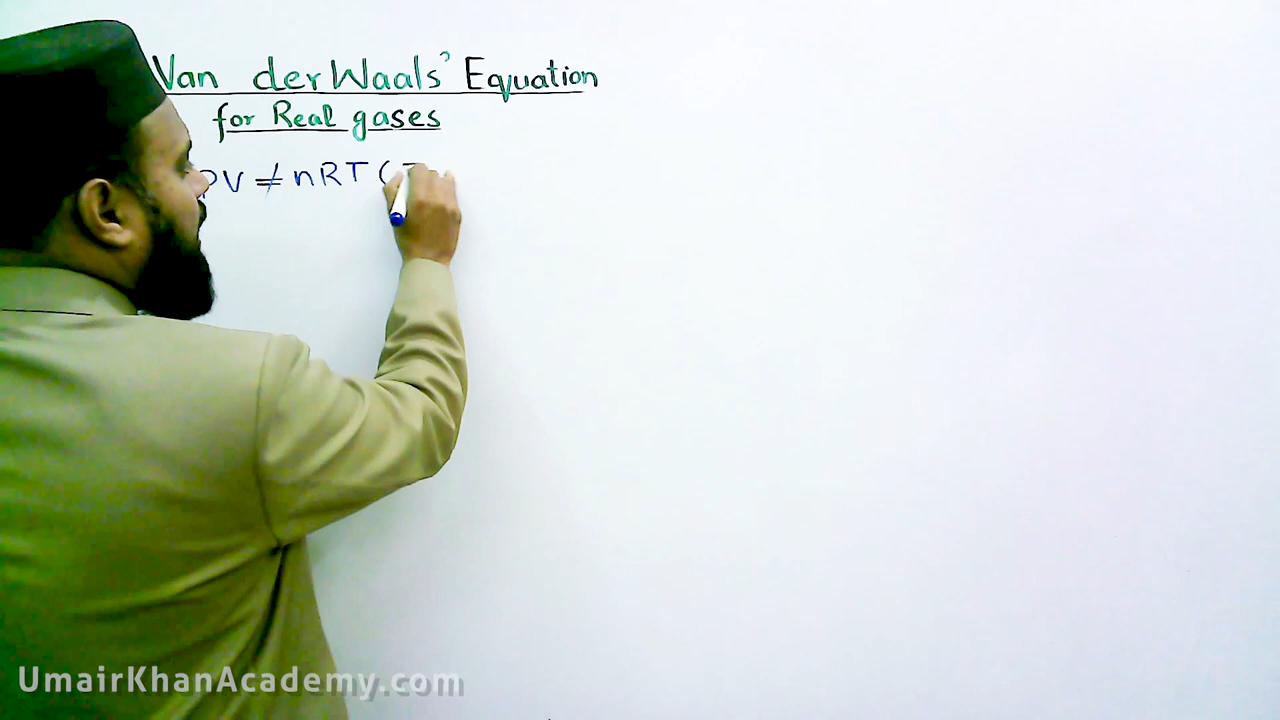 Van der Waals' Equation
for Real gases
PV ≠ nRT (
UmairKhanAcademy.com